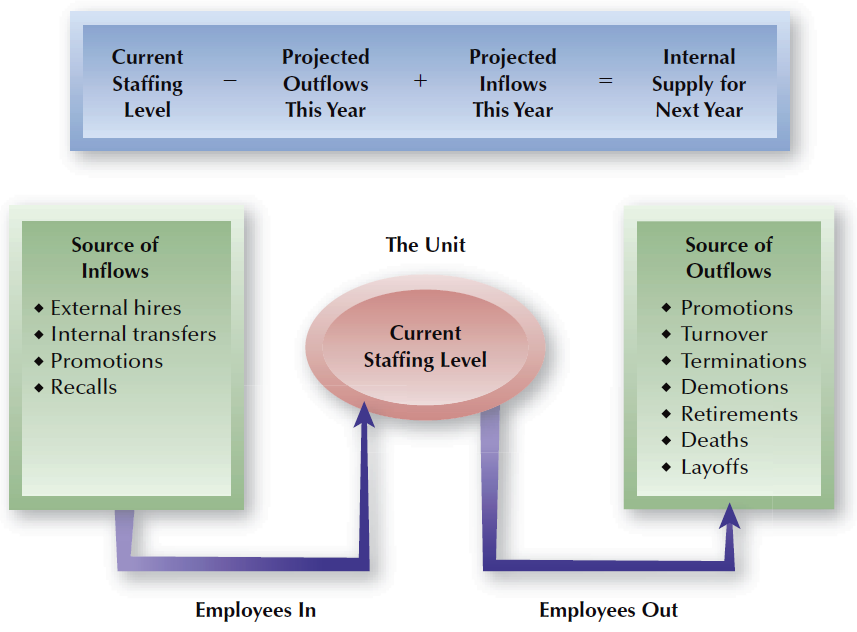 Current Staffing Level
−
Projected Outflows This Year
+
Projected Inflows This Year
=
Internal Supply for Next Year
Source of
Inflows
◆ External hires
◆ Internal transfers
◆ Promotions
◆ Recalls
The Unit
Current
Staffing Level
Source of
Outflows
◆ Promotions
◆ Turnover
◆ Terminations
◆ Demotions
◆ Retirements
◆ Deaths
◆ Layoffs
Employees In
Employees Out